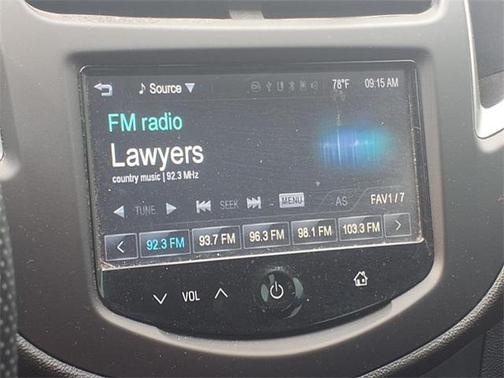 Source 78°F 09:15 AM
FM radio
Lawyers
country music | 92.3 MHz
TUNE SEEK - MENU AS FAV1 / 7
92.3 FM 93.7 FM 96.3 FM 98.1 FM 103.3 FM
VOL